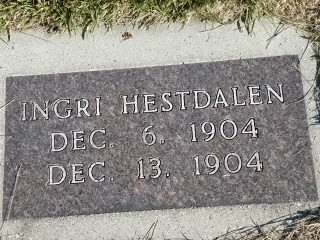 INGRI HESTDALEN
DEC. 6. 1904
DEC. 13. 1904